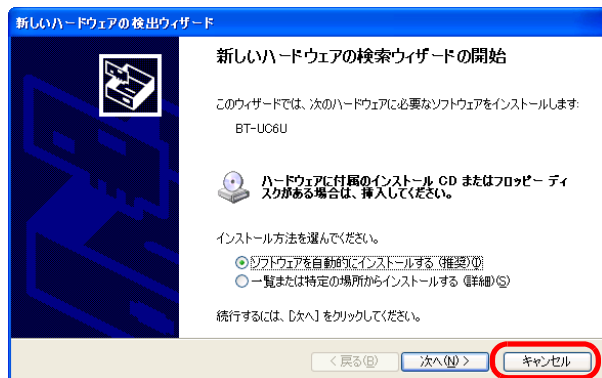 新しいハードウェアの検出ウィザード
新しいハードウェアの検索ウィザードの開始
このウィザードでは、次のハードウェアに必要なソフトウェアをインストールします:
BT-UC6U
ハードウェアに付属のインストール CD またはフロッピー ディ
スクがある場合は、挿入してください。
インストール方法を選んでください。
ソフトウェアを自動的にインストールする (推奨)(I)
一覧または特定の場所からインストールする (詳細)(S)
続行するには、[次へ] をクリックしてください。
< 戻る(B) 次へ(N) > キャンセル